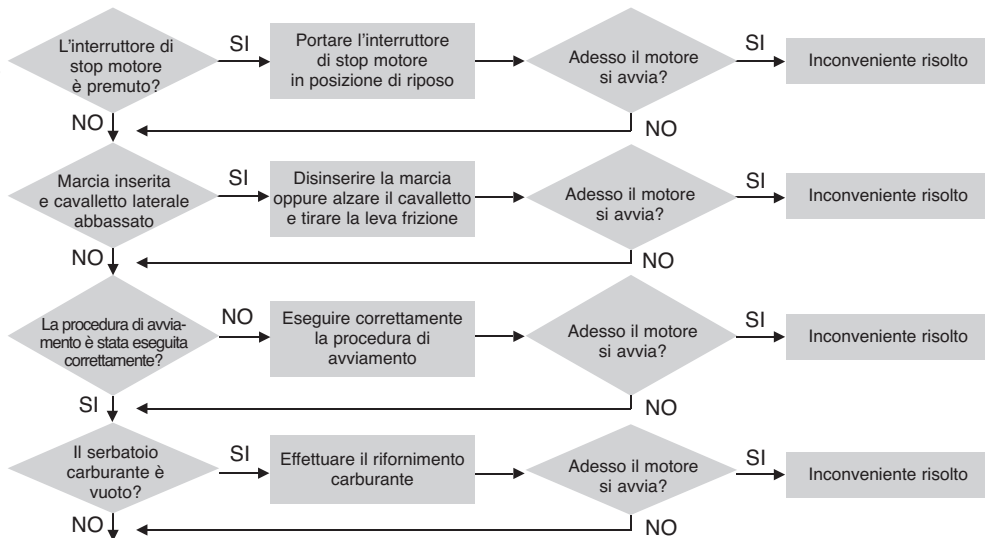 L'interruttore di
stop motore
è premuto?
SI
Portare l'interruttore
di stop motore
in posizione di riposo
Adesso il motore
si avvia?
SI
Inconveniente risolto
NO
NO
Marcia inserita
e cavalletto laterale
abbassato
SI
Disinserire la marcia
oppure alzare il cavalletto
e tirare la leva frizione
Adesso il motore
si avvia?
SI
Inconveniente risolto
NO
NO
La procedura di avvia-
mento è stata eseguita
correttamente?
NO
Eseguire correttamente
la procedura di
avviamento
Adesso il motore
si avvia?
SI
Inconveniente risolto
SI
NO
Il serbatoio
carburante è
vuoto?
SI
Effettuare il rifornimento
carburante
Adesso il motore
si avvia?
SI
Inconveniente risolto
NO
NO